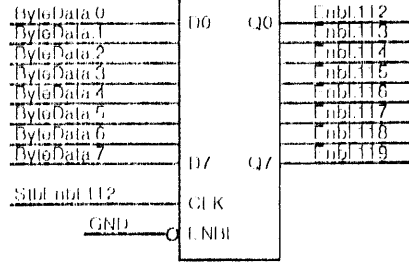 ByteData.0 D0 Q0 Enbl.112
ByteData.1 Enbl.113
ByteData.2 Enbl.114
ByteData.3 Enbl.115
ByteData.4 Enbl.116
ByteData.5 Enbl.117
ByteData.6 Enbl.118
ByteData.7 D7 Q7 Enbl.119
StbEnbl.112 CLK
GND ENBL